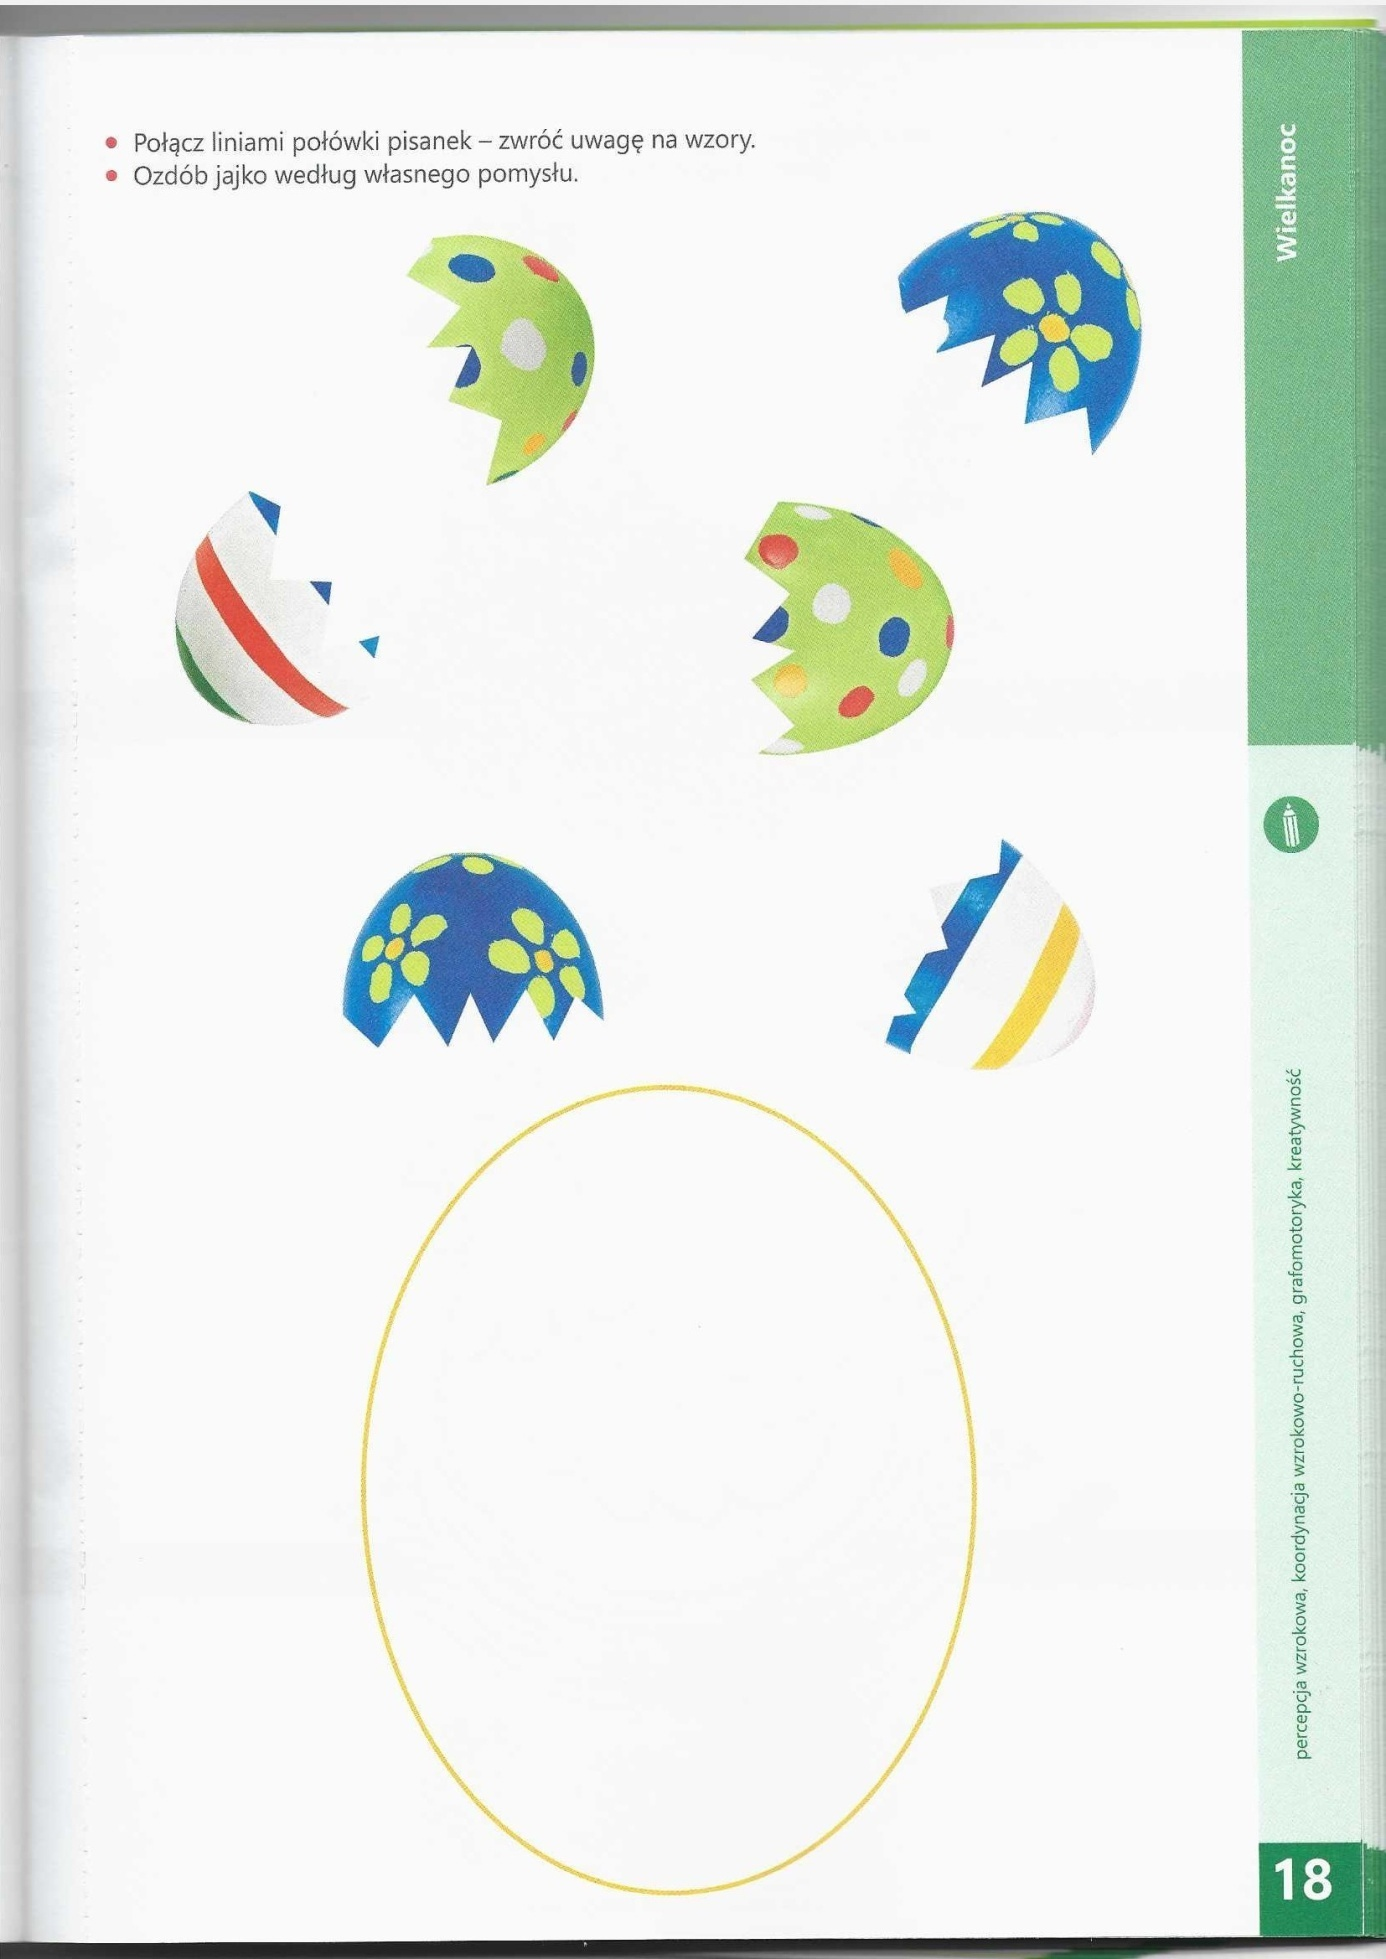 Połącz liniami połówki pisanek – zwróć uwagę na wzory.
Ozdób jajko według własnego pomysłu.
Wielkanoc
percepcja wzrokowa, koordynacja wzrokowo-ruchowa, grafomotoryka, kreatywność
18